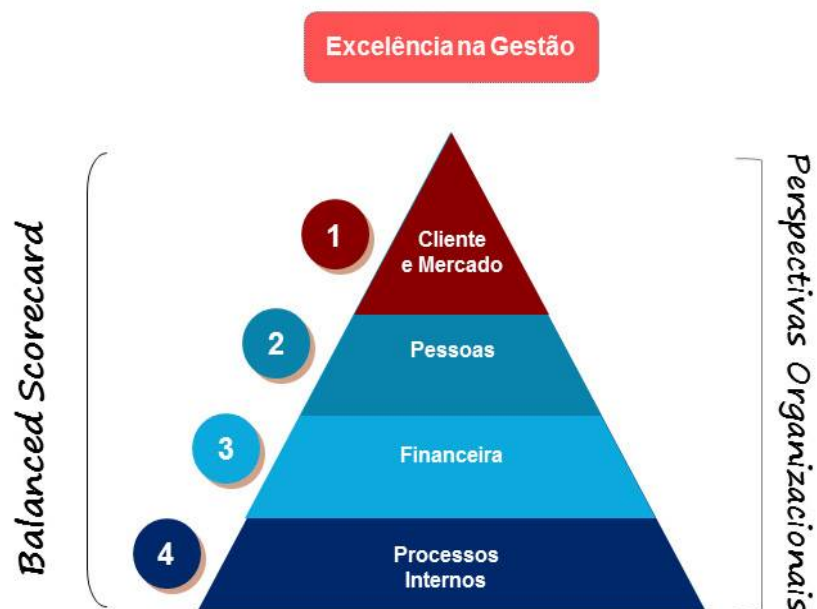 Excelência na Gestão
Balanced Scorecard
1
Cliente
e Mercado
2
Pessoas
3
Financeira
4
Processos
Internos
Perspectivas Organizacionais